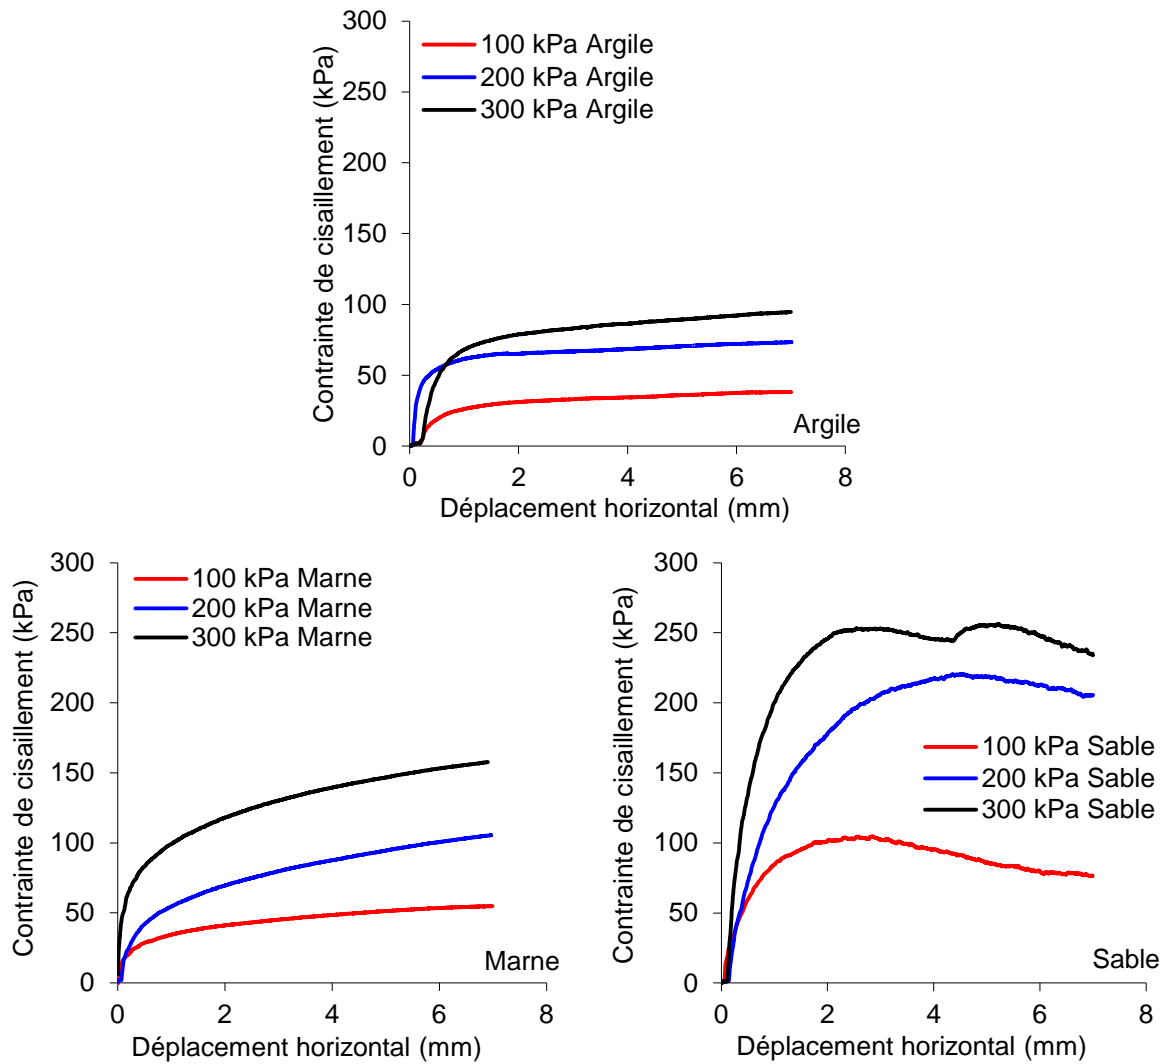 300
250
200
150
100
50
0
Contrainte de cisaillement (kPa)
100 kPa Argile
200 kPa Argile
300 kPa Argile
Argile
0 2 4 6 8
Déplacement horizontal (mm)
300
250
200
150
100
50
0
Contrainte de cisaillement (kPa)
100 kPa Marne
200 kPa Marne
300 kPa Marne
Marne
0 2 4 6 8
Déplacement horizontal (mm)
300
250
200
150
100
50
0
Contrainte de cisaillement (kPa)
100 kPa Sable
200 kPa Sable
300 kPa Sable
Sable
0 2 4 6 8
Déplacement horizontal (mm)